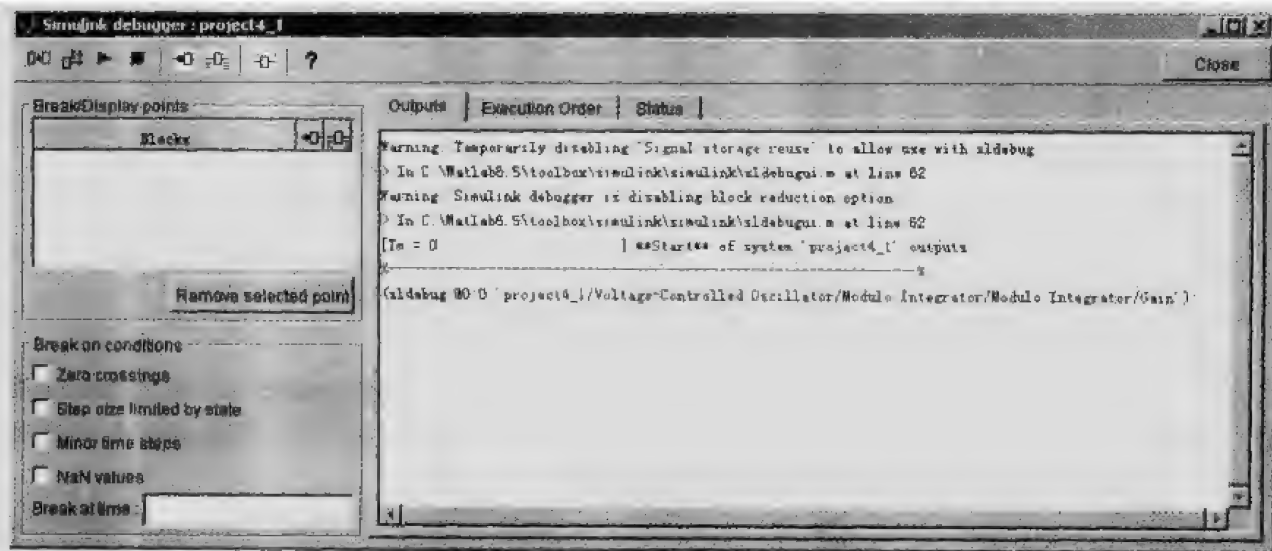 Simulink debugger : project4_1
?
Close
Break/Display points
Blocks
Remove selected point
Break on conditions
Zero crossings
Step size limited by state
Minor time steps
NaN values
Break at time :
Outputs
Execution Order
Status
Warning: Temporarily disabling 'Signal storage reuse' to allow use with sldebug
> In C:\Matlab6.5\toolbox\simulink\simulink\sldebugui.m at line 62
Warning: Simulink debugger is disabling block reduction option
> In C:\Matlab6.5\toolbox\simulink\simulink\sldebugui.m at line 62
[Tm = 0 ] **Start** of system 'project4_1' outputs
%----------------------------------------------------------------%
(sldebug @0:0 'project4_1/Voltage-Controlled Oscillator/Modulo Integrator/Modulo Integrator/Gain'):